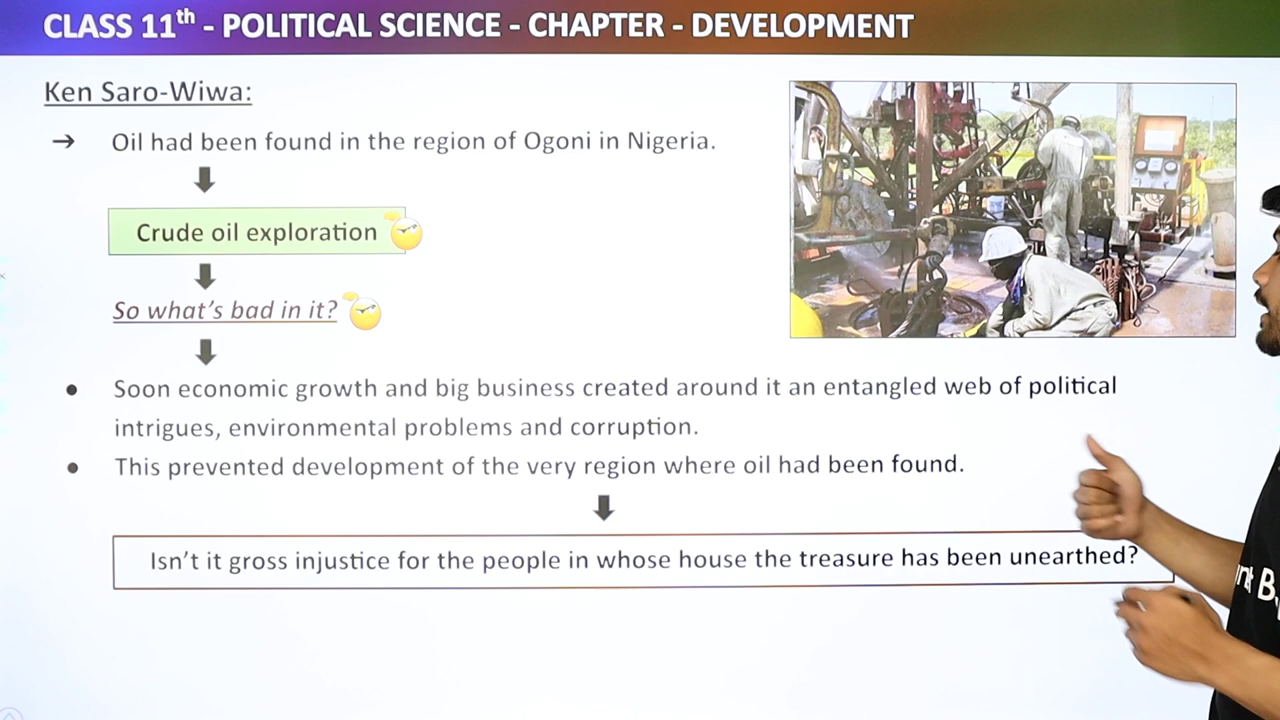 CLASS 11th - POLITICAL SCIENCE - CHAPTER - DEVELOPMENT
Ken Saro-Wiwa:
→ Oil had been found in the region of Ogoni in Nigeria.
Crude oil exploration
So what's bad in it?
• Soon economic growth and big business created around it an entangled web of political
intrigues, environmental problems and corruption.
• This prevented development of the very region where oil had been found.
Isn't it gross injustice for the people in whose house the treasure has been unearthed?